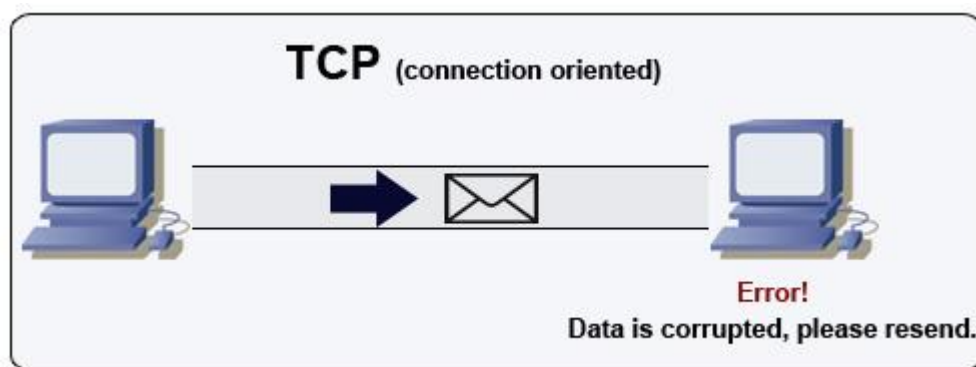 TCP (connection oriented)
Error!
Data is corrupted, please resend.